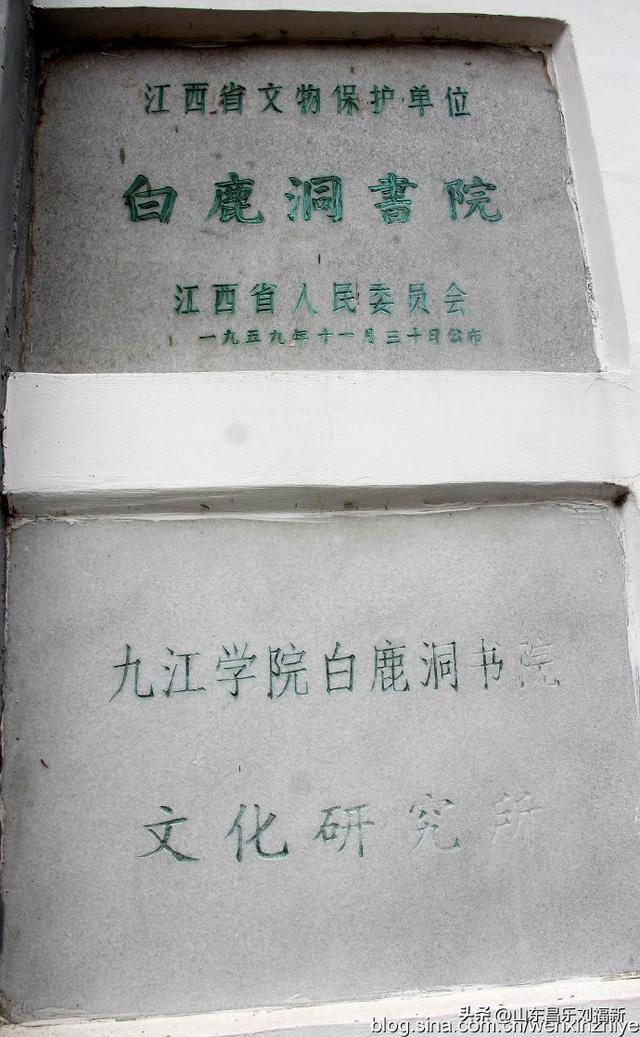 江西省文物保护单位
白鹿洞書院
江西省人民委员会
一九五九年十一月三十日公布
九江学院白鹿洞书院
文化研究所
头条@山东昌乐刘福新
blog.sina.com.cn/wenxinzhiye